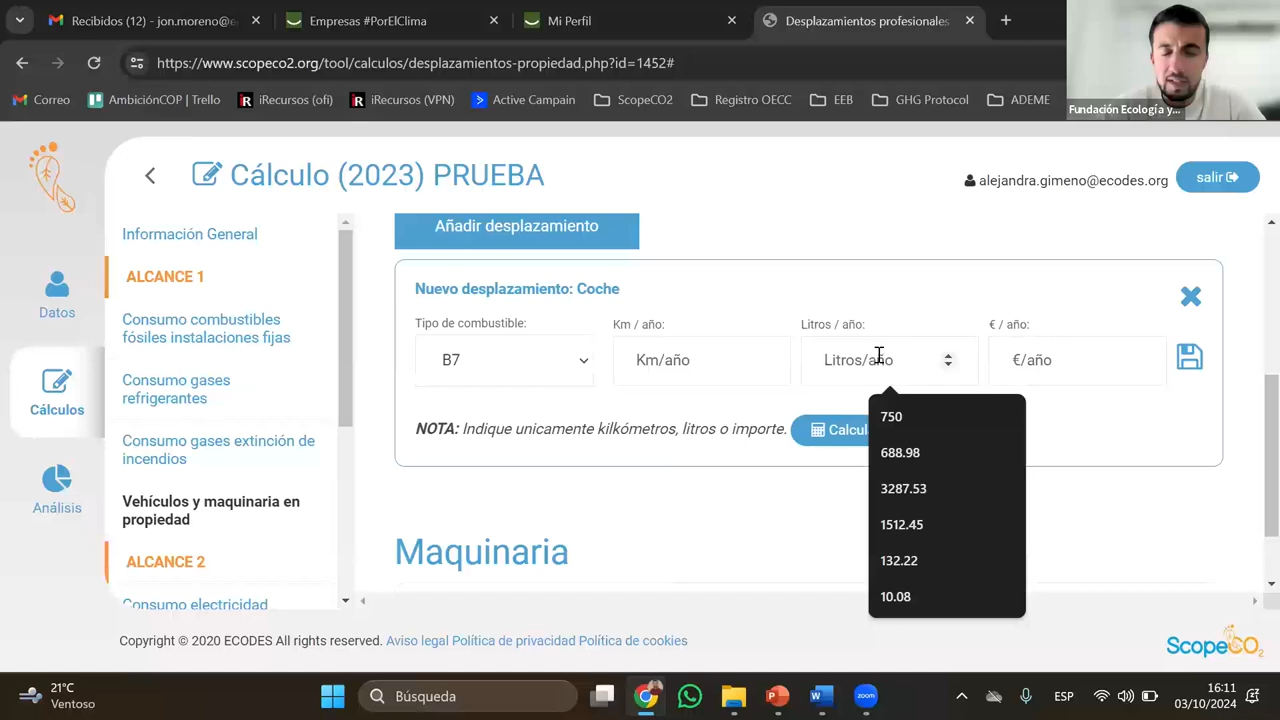 Recibidos (12) - jon.moreno@e
Empresas #PorElClima
Mi Perfil
Desplazamientos profesionales
https://www.scopeco2.org/tool/calculos/desplazamientos-propiedad.php?id=1452#
Correo
AmbiciónCOP | Trello
iRecursos (ofi)
iRecursos (VPN)
Active Campain
ScopeCO2
Registro OECC
EEB
GHG Protocol
ADEME
Fundación Ecología y...
Cálculo (2023) PRUEBA
alejandra.gimeno@ecodes.org
salir
Datos
Cálculos
Análisis
Información General
ALCANCE 1
Consumo combustibles
fósiles instalaciones fijas
Consumo gases
refrigerantes
Consumo gases extinción de
incendios
Vehículos y maquinaria en
propiedad
ALCANCE 2
Consumo electricidad
Añadir desplazamiento
Nuevo desplazamiento: Coche
Tipo de combustible:
Km / año:
Litros / año:
€ / año:
B7
Km/año
Litros/año
€/año
NOTA: Indique unicamente kilkómetros, litros o importe.
Calcul
750
688.98
3287.53
1512.45
132.22
10.08
Maquinaria
Copyright © 2020 ECODES All rights reserved. Aviso legal Política de privacidad Política de cookies
ScopeCO2
21°C
Ventoso
Búsqueda
zoom
ESP
16:11
03/10/2024